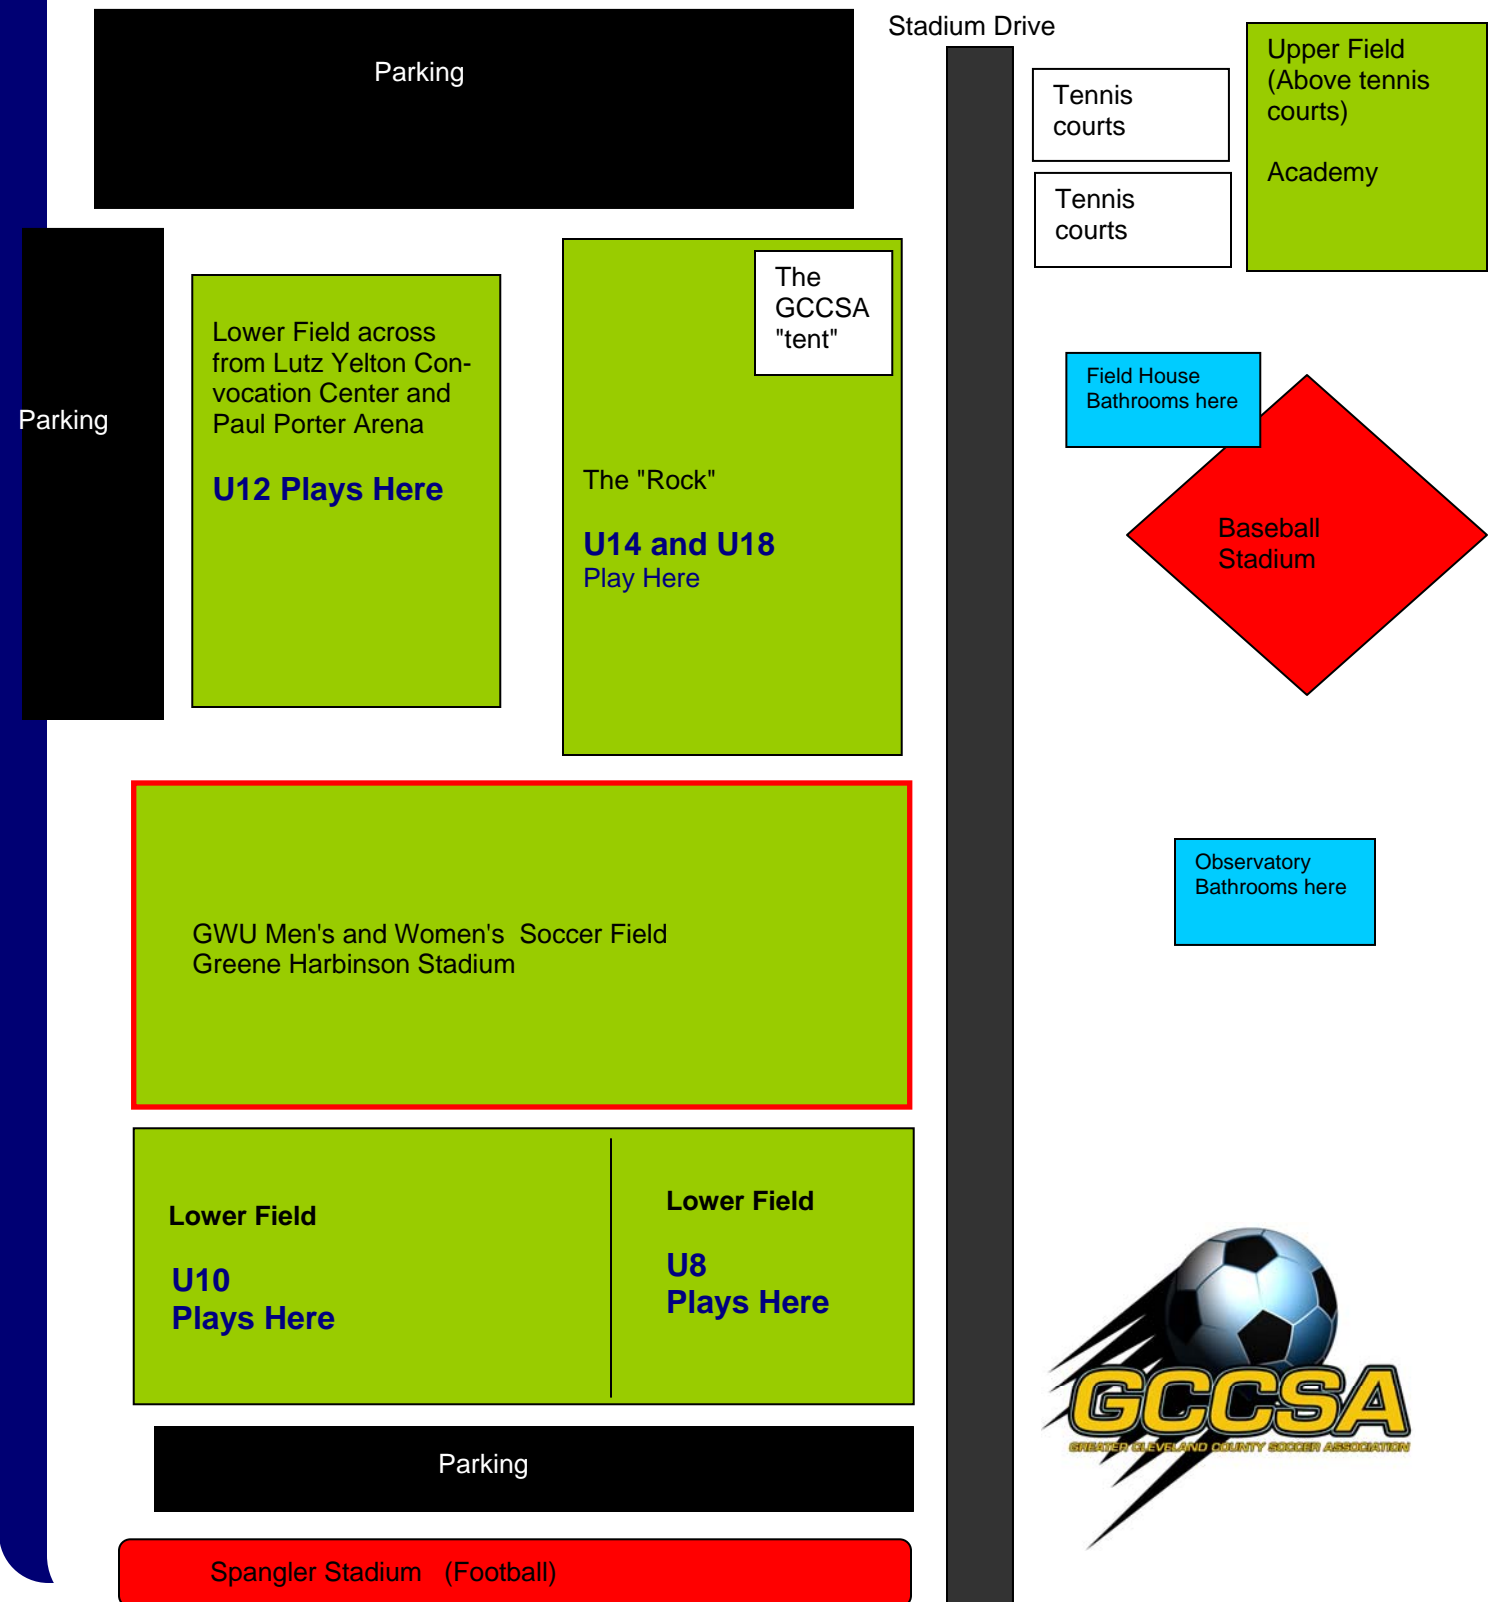 Stadium Drive
Parking
Tennis
courts
Tennis
courts
Upper Field
(Above tennis
courts)
Academy
Parking
Lower Field across
from Lutz Yelton Con-
vocation Center and
Paul Porter Arena
U12 Plays Here
The
GCCSA
"tent"
The "Rock"
U14 and U18
Play Here
Field House
Bathrooms here
Baseball
Stadium
Observatory
Bathrooms here
GWU Men's and Women's  Soccer Field
Greene Harbinson Stadium
Lower Field
U10
Plays Here
Lower Field
U8
Plays Here
GCCSA
GREATER CLEVELAND COUNTY SOCCER ASSOCIATION
Parking
Spangler Stadium   (Football)